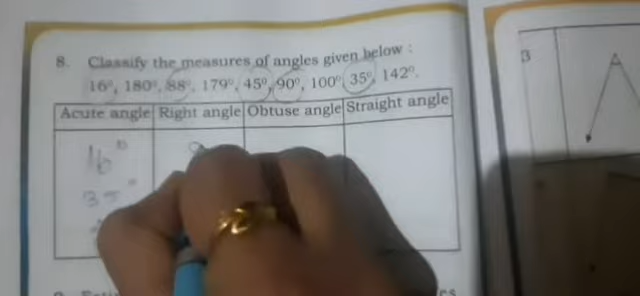 8. Classify the measures of angles given below :
16°, 180°, 88°, 179°, 45°, 90°, 100°, 35°, 142°.
Acute angle Right angle Obtuse angle Straight angle
16°
35°
3